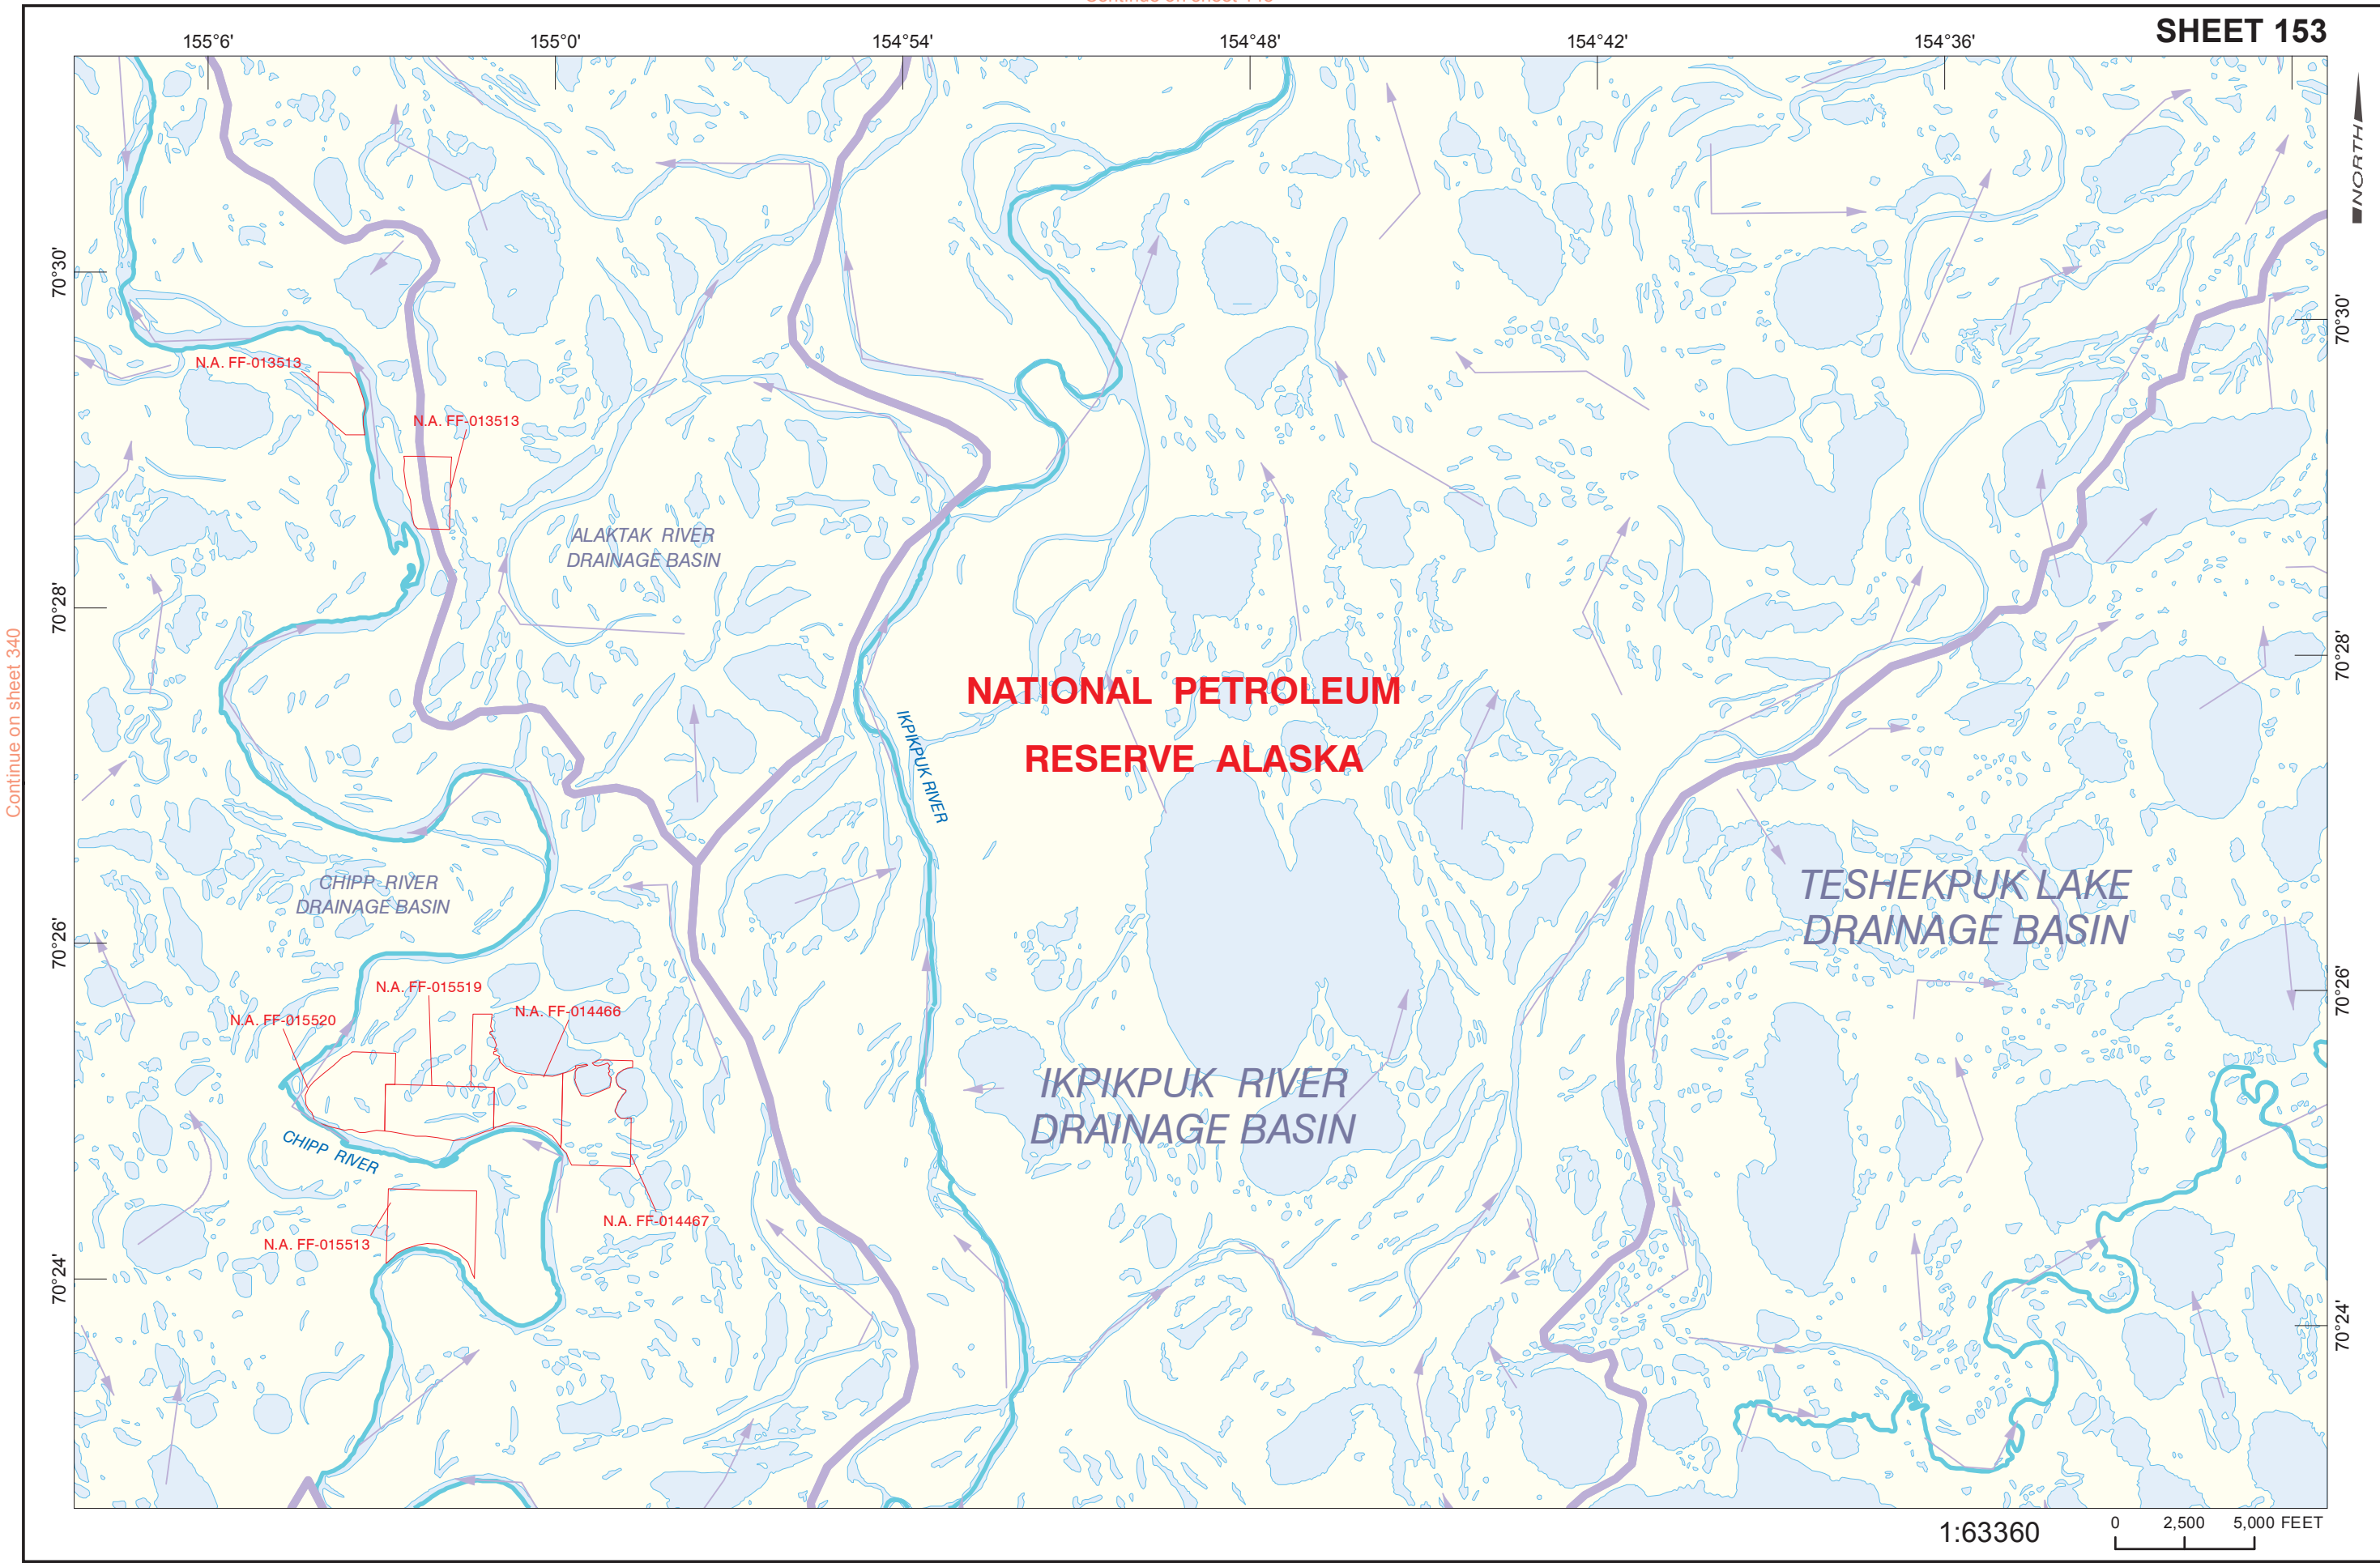 SHEET 153
155°6'
155°0'
154°54'
154°48'
154°42'
154°36'
NORTH
70°30'
70°30'
N.A. FF-013513
N.A. FF-013513
ALAKTAK RIVER
DRAINAGE BASIN
70°28'
70°28'
Continue on sheet 340
NATIONAL PETROLEUM
RESERVE ALASKA
IKPIKPUK RIVER
CHIPP RIVER
DRAINAGE BASIN
TESHEKPUK LAKE
DRAINAGE BASIN
70°26'
70°26'
N.A. FF-015519
N.A. FF-014466
N.A. FF-015520
IKPIKPUK RIVER
DRAINAGE BASIN
CHIPP RIVER
N.A. FF-014467
N.A. FF-015513
70°24'
70°24'
1:63360
0 2,500 5,000 FEET